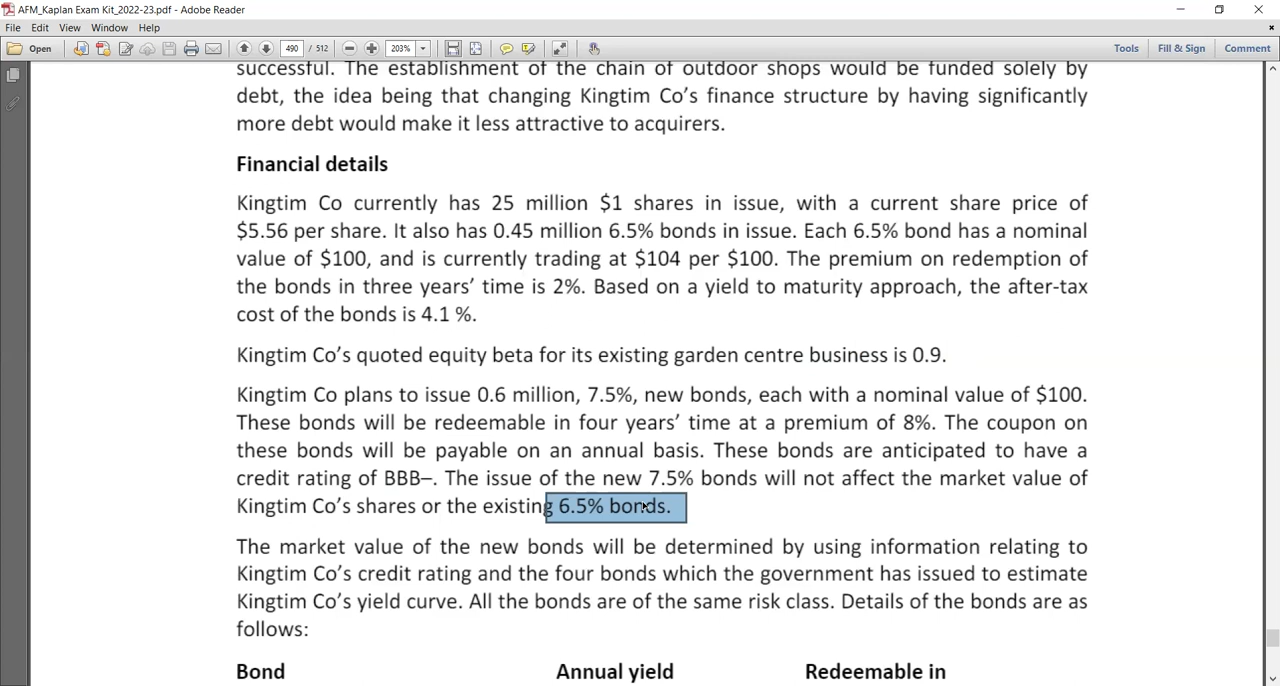 AFM_Kaplan Exam Kit_2022-23.pdf - Adobe Reader
File Edit View Window Help
Open 490 / 512 203% Tools Fill & Sign Comment
successful. The establishment of the chain of outdoor shops would be funded solely by
debt, the idea being that changing Kingtim Co’s finance structure by having significantly
more debt would make it less attractive to acquirers.
Financial details
Kingtim Co currently has 25 million $1 shares in issue, with a current share price of
$5.56 per share. It also has 0.45 million 6.5% bonds in issue. Each 6.5% bond has a nominal
value of $100, and is currently trading at $104 per $100. The premium on redemption of
the bonds in three years’ time is 2%. Based on a yield to maturity approach, the after-tax
cost of the bonds is 4.1 %.
Kingtim Co’s quoted equity beta for its existing garden centre business is 0.9.
Kingtim Co plans to issue 0.6 million, 7.5%, new bonds, each with a nominal value of $100.
These bonds will be redeemable in four years’ time at a premium of 8%. The coupon on
these bonds will be payable on an annual basis. These bonds are anticipated to have a
credit rating of BBB–. The issue of the new 7.5% bonds will not affect the market value of
Kingtim Co’s shares or the existing 6.5% bonds.
The market value of the new bonds will be determined by using information relating to
Kingtim Co’s credit rating and the four bonds which the government has issued to estimate
Kingtim Co’s yield curve. All the bonds are of the same risk class. Details of the bonds are as
follows:
Bond Annual yield Redeemable in